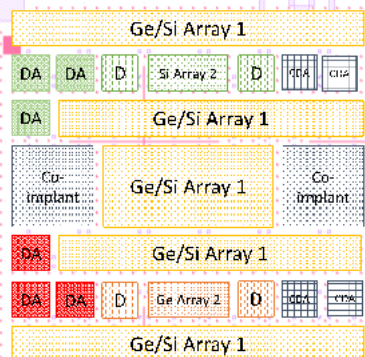 Ge/Si Array 1
DA DA D Si Array 2 D CDA CDA
DA Ge/Si Array 1
Co-
implant
Ge/Si Array 1
Co-
implant
DA Ge/Si Array 1
DA DA D Ge Array 2 D CDA CDA
Ge/Si Array 1